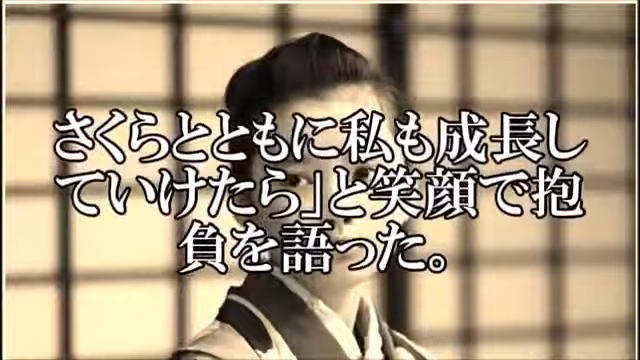 さくらとともに私も成長し
ていけたら」と笑顔で抱
負を語った。